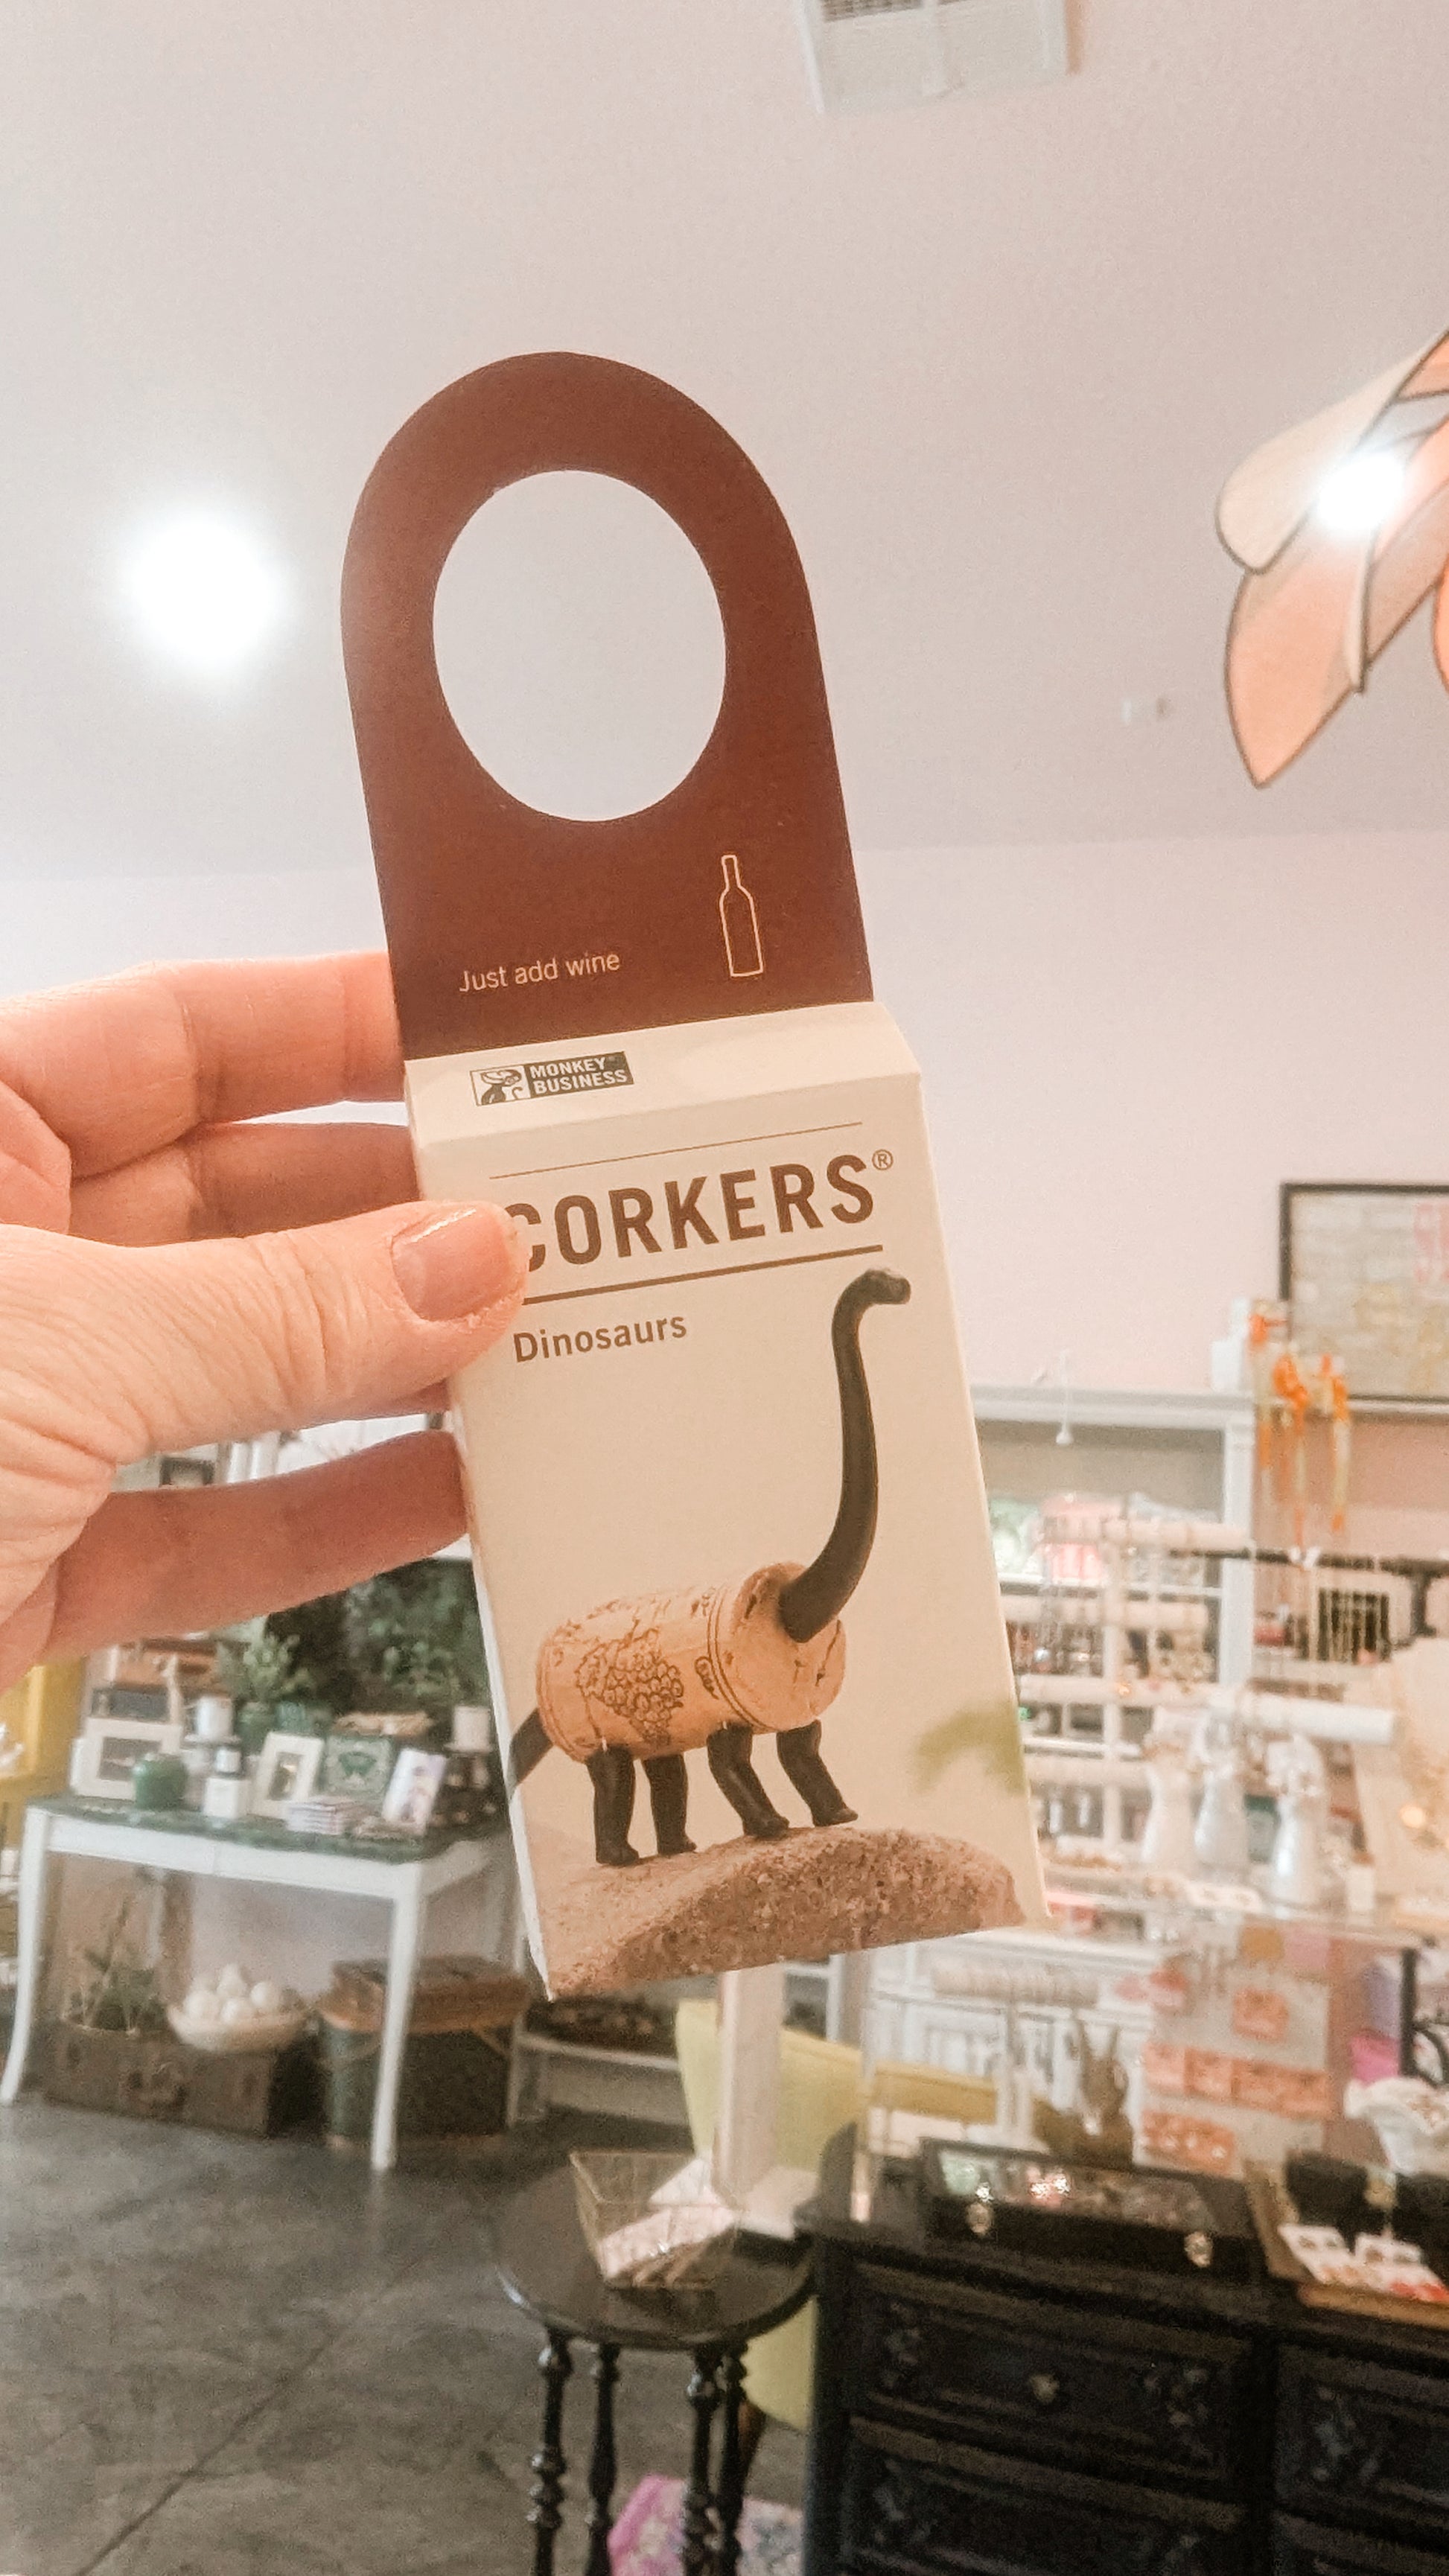 Just add wine
MONKEY
BUSINESS
CORKERS®
Dinosaurs